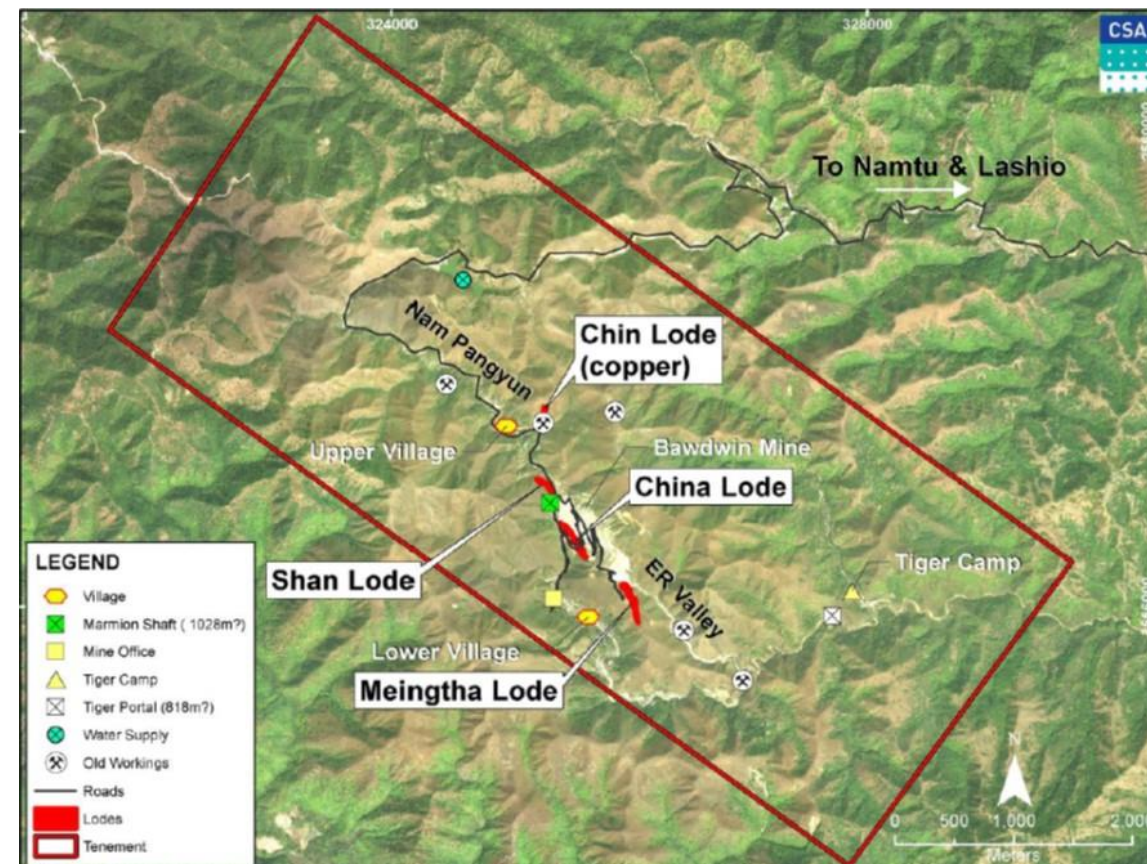 324000
328000
CSA
To Namtu & Lashio
Nam Pangyun
Chin Lode
(copper)
Upper Village
Bawdwin Mine
China Lode
Shan Lode
ER Valley
Tiger Camp
Lower Village
Meingtha Lode
LEGEND
Village
Marmion Shaft ( 1028m?)
Mine Office
Tiger Camp
Tiger Portal (818m?)
Water Supply
Old Workings
Roads
Lodes
Tenement
N
0 500 1,000 2,000
Meters